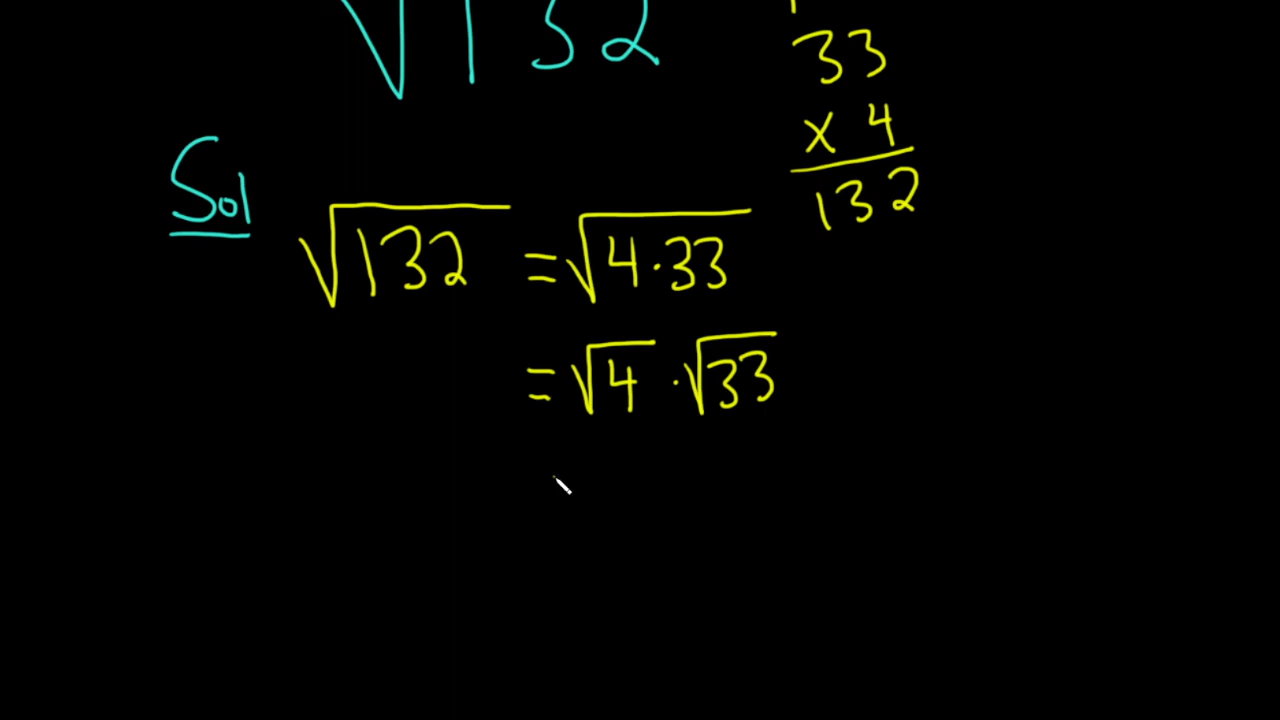 √132
33
x 4
132
Sol
√132 = √4·33
= √4 · √33